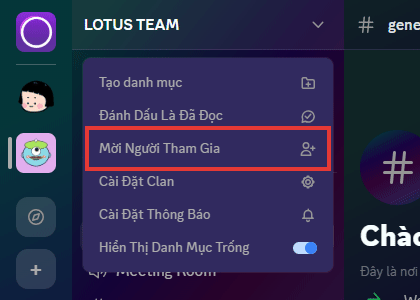 LOTUS TEAM
gene
Tạo danh mục
Đánh Dấu Là Đã Đọc
Mời Người Tham Gia
Cài Đặt Clan
Cài Đặt Thông Báo
Hiển Thị Danh Mục Trống
Meeting Room
Chào
Đây là nơi
We